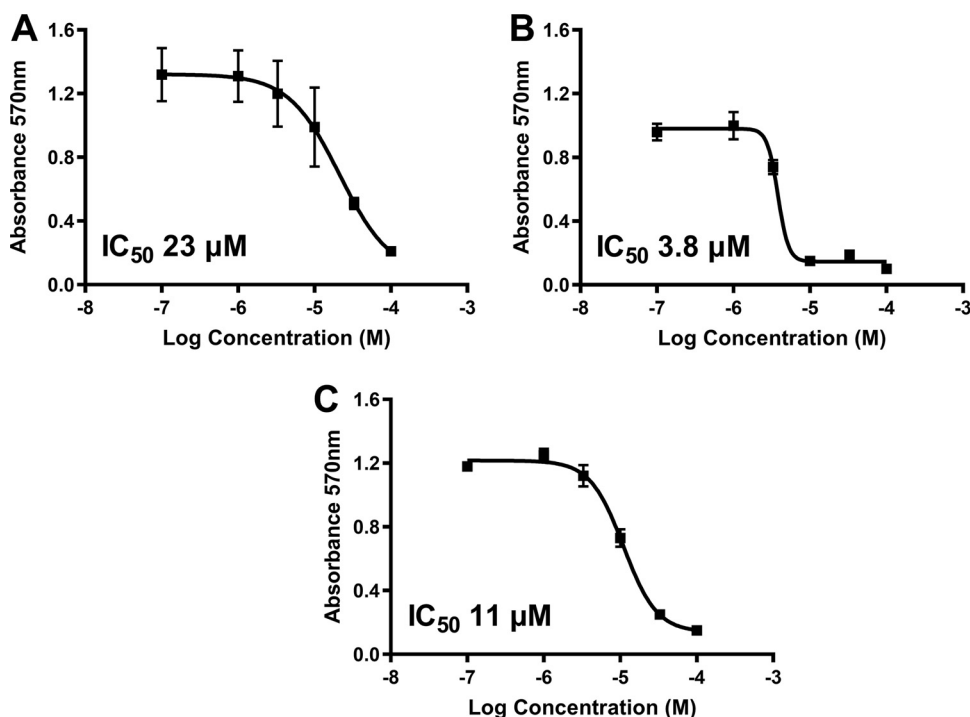 A
1.6
1.2
0.8
0.4
0.0
Absorbance 570nm
IC50 23 µM
-8 -7 -6 -5 -4 -3
Log Concentration (M)
B
1.6
1.2
0.8
0.4
0.0
Absorbance 570nm
IC50 3.8 µM
-8 -7 -6 -5 -4 -3
Log Concentration (M)
C
1.6
1.2
0.8
0.4
0.0
Absorbance 570nm
IC50 11 µM
-8 -7 -6 -5 -4 -3
Log Concentration (M)